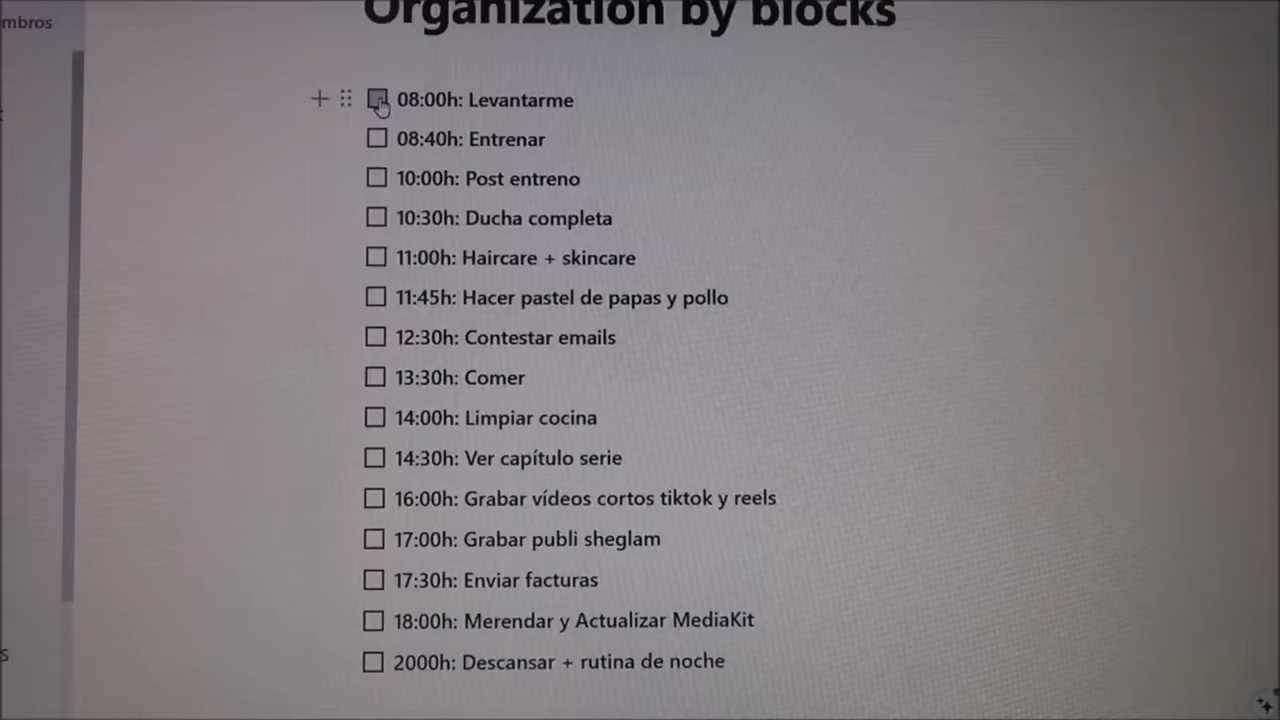 mbros
Organization by blocks
08:00h: Levantarme
08:40h: Entrenar
10:00h: Post entreno
10:30h: Ducha completa
11:00h: Haircare + skincare
11:45h: Hacer pastel de papas y pollo
12:30h: Contestar emails
13:30h: Comer
14:00h: Limpiar cocina
14:30h: Ver capítulo serie
16:00h: Grabar vídeos cortos tiktok y reels
17:00h: Grabar publi sheglam
17:30h: Enviar facturas
18:00h: Merendar y Actualizar MediaKit
2000h: Descansar + rutina de noche
s